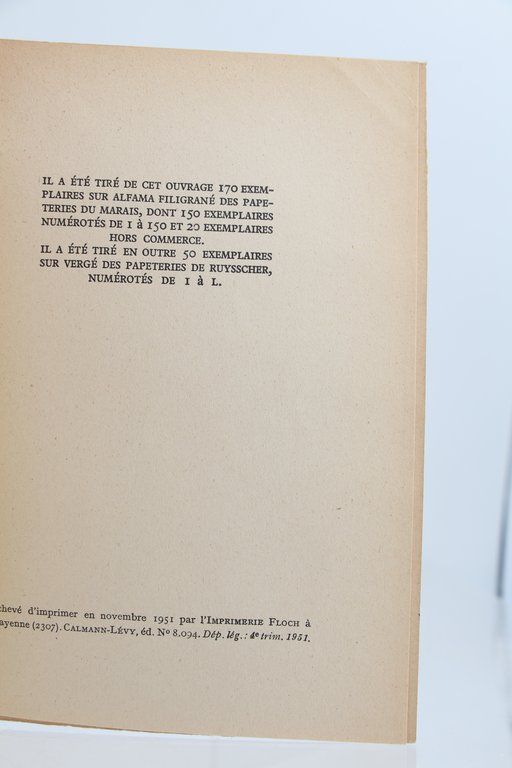 IL A ÉTÉ TIRÉ DE CET OUVRAGE 170 EXEM-
PLAIRES SUR ALFAMA FILIGRANÉ DES PAPE-
TERIES DU MARAIS, DONT 150 EXEMPLAIRES
NUMÉROTÉS DE 1 à 150 ET 20 EXEMPLAIRES
HORS COMMERCE.
IL A ÉTÉ TIRÉ EN OUTRE 50 EXEMPLAIRES
SUR VERGÉ DES PAPETERIES DE RUYSSCHER,
NUMÉROTÉS DE I à L.
chevé d'imprimer en novembre 1951 par l'IMPRIMERIE FLOCH à
ayenne (2307). CALMANN-LÉVY, éd. Nº 8.094. Dép. lég. : 4e trim. 1951.